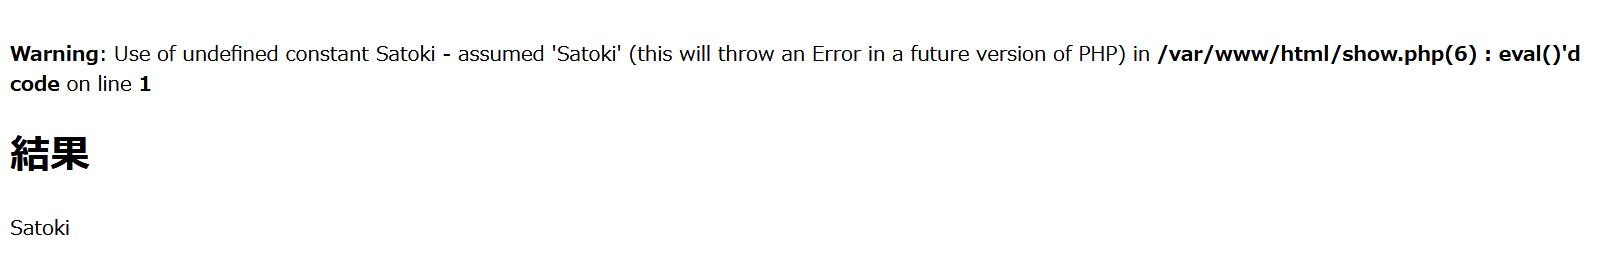 Warning: Use of undefined constant Satoki - assumed 'Satoki' (this will throw an Error in a future version of PHP) in /var/www/html/show.php(6) : eval()'d
code on line 1
結果
Satoki